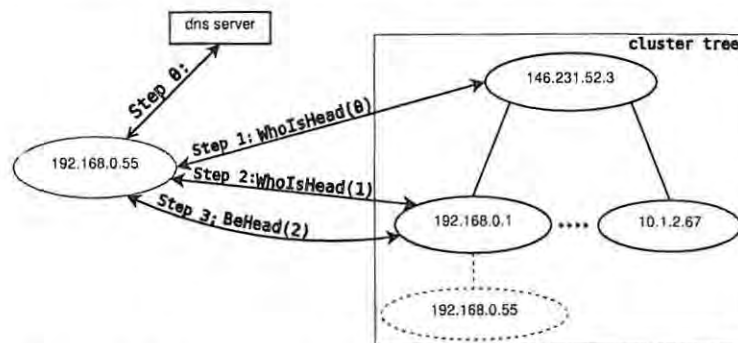 dns server
cluster tree
Step 0:
146.231.52.3
Step 1: WhoIsHead(0)
192.168.0.55
Step 2:WhoIsHead(1)
Step 3; BeHead(2)
192.168.0.1
10.1.2.67
192.168.0.55